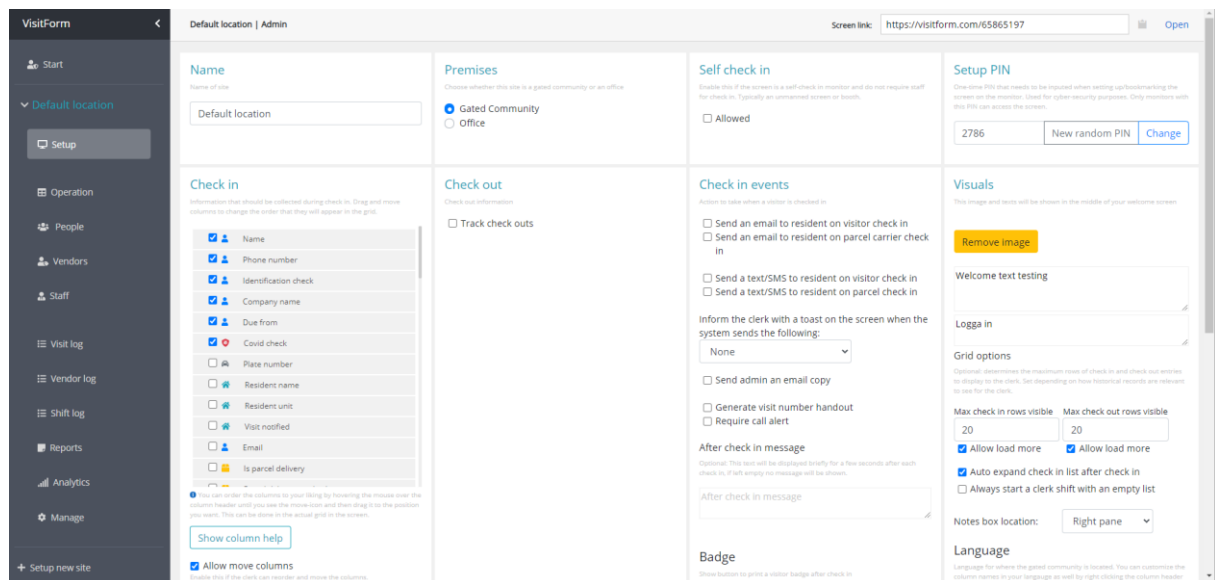 VisitForm
Default location | Admin
Screen link:
https://visitform.com/65865197
Open
Start
Default location
Setup
Operation
People
Vendors
Staff
Visit log
Vendor log
Shift log
Reports
Analytics
Manage
+ Setup new site
Name
Name of site
Default location
Premises
Choose whether this site is a gated community or an office
Gated Community
Office
Self check in
Enable this if the screen is a self-check in monitor and do not require staff
for check in. Typically an unmanned screen or booth.
Allowed
Setup PIN
One-time PIN that needs to be inputed when setting up/bookmarking the
screen on the monitor. Used for cyber-security purposes. Only monitors with
this PIN can access the screen.
2786
New random PIN
Change
Check in
Information that should be collected during check in. Drag and move
columns to change the order that they will appear in the grid.
Name
Phone number
Identification check
Company name
Due from
Covid check
Plate number
Resident name
Resident unit
Visit notified
Email
Is parcel delivery
You can order the columns to your liking by hovering the mouse over the
column header until you see the move-icon and then drag it to the position
you want. This can be done in the actual grid in the screen.
Show column help
Allow move columns
Enable this if the clerk can reorder and move the columns.
Check out
Check out information
Track check outs
Check in events
Action to take when a visitor is checked in
Send an email to resident on visitor check in
Send an email to resident on parcel carrier check
in
Send a text/SMS to resident on visitor check in
Send a text/SMS to resident on parcel check in
Inform the clerk with a toast on the screen when the
system sends the following:
None
Send admin an email copy
Generate visit number handout
Require call alert
After check in message
Optional: This text will be displayed briefly for a few seconds after each
check in, if left empty no message will be shown.
After check in message
Badge
Show button to print a visitor badge after check in
Visuals
This image and texts will be shown in the middle of your welcome screen
Remove image
Welcome text testing
Logga in
Grid options
Optional: determines the maximum rows of check in and check out entries
to display to the clerk. Set depending on how historical records are relevant
to see for the clerk.
Max check in rows visible
Max check out rows visible
20
20
Allow load more
Allow load more
Auto expand check in list after check in
Always start a clerk shift with an empty list
Notes box location:
Right pane
Language
Language for where the gated community is located. You can customize the
column names in your langauge as well by right clicking the column header